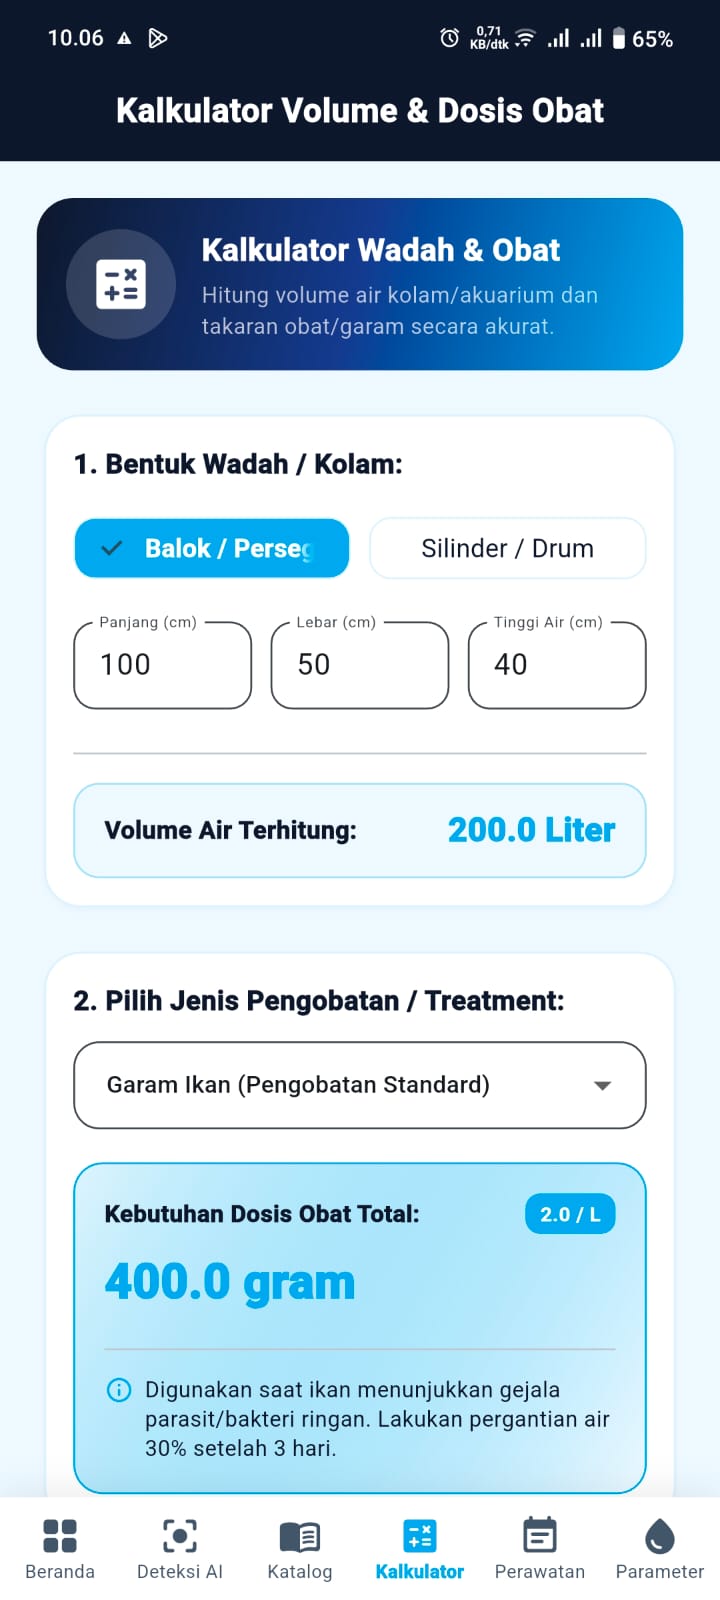 10.06
0,71
KB/dtk
65%
Kalkulator Volume & Dosis Obat
Kalkulator Wadah & Obat
Hitung volume air kolam/akuarium dan
takaran obat/garam secara akurat.
1. Bentuk Wadah / Kolam:
Balok / Perseg
Silinder / Drum
Panjang (cm)
Lebar (cm)
Tinggi Air (cm)
100
50
40
Volume Air Terhitung:
200.0 Liter
2. Pilih Jenis Pengobatan / Treatment:
Garam Ikan (Pengobatan Standard)
Kebutuhan Dosis Obat Total:
2.0 / L
400.0 gram
Digunakan saat ikan menunjukkan gejala
parasit/bakteri ringan. Lakukan pergantian air
30% setelah 3 hari.
Beranda
Deteksi AI
Katalog
Kalkulator
Perawatan
Parameter